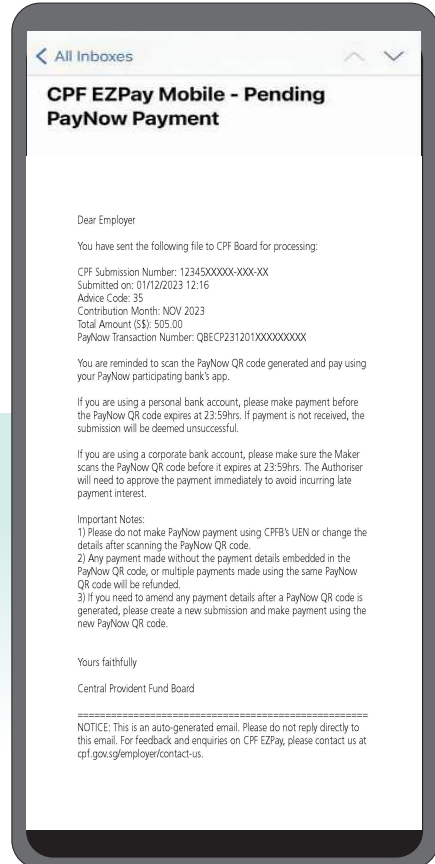 All Inboxes
CPF EZPay Mobile - Pending
PayNow Payment
Dear Employer
You have sent the following file to CPF Board for processing:
CPF Submission Number: 12345XXXXX-XXX-XX
Submitted on: 01/12/2023 12:16
Advice Code: 35
Contribution Month: NOV 2023
Total Amount (S$): 505.00
PayNow Transaction Number: QBECP231201XXXXXXXXX
You are reminded to scan the PayNow QR code generated and pay using
your PayNow participating bank's app.
If you are using a personal bank account, please make payment before
the PayNow QR code expires at 23:59hrs. If payment is not received, the
submission will be deemed unsuccessful.
If you are using a corporate bank account, please make sure the Maker
scans the PayNow QR code before it expires at 23:59hrs. The Authoriser
will need to approve the payment immediately to avoid incurring late
payment interest.
Important Notes:
1) Please do not make PayNow payment using CPFB's UEN or change the
details after scanning the PayNow QR code.
2) Any payment made without the payment details embedded in the
PayNow QR code, or multiple payments made using the same PayNow
QR code will be refunded.
3) If you need to amend any payment details after a PayNow QR code is
generated, please create a new submission and make payment using the
new PayNow QR code.
Yours faithfully
Central Provident Fund Board
====================================================
NOTICE: This is an auto-generated email. Please do not reply directly to
this email. For feedback and enquiries on CPF EZPay, please contact us at
cpf.gov.sg/employer/contact-us.